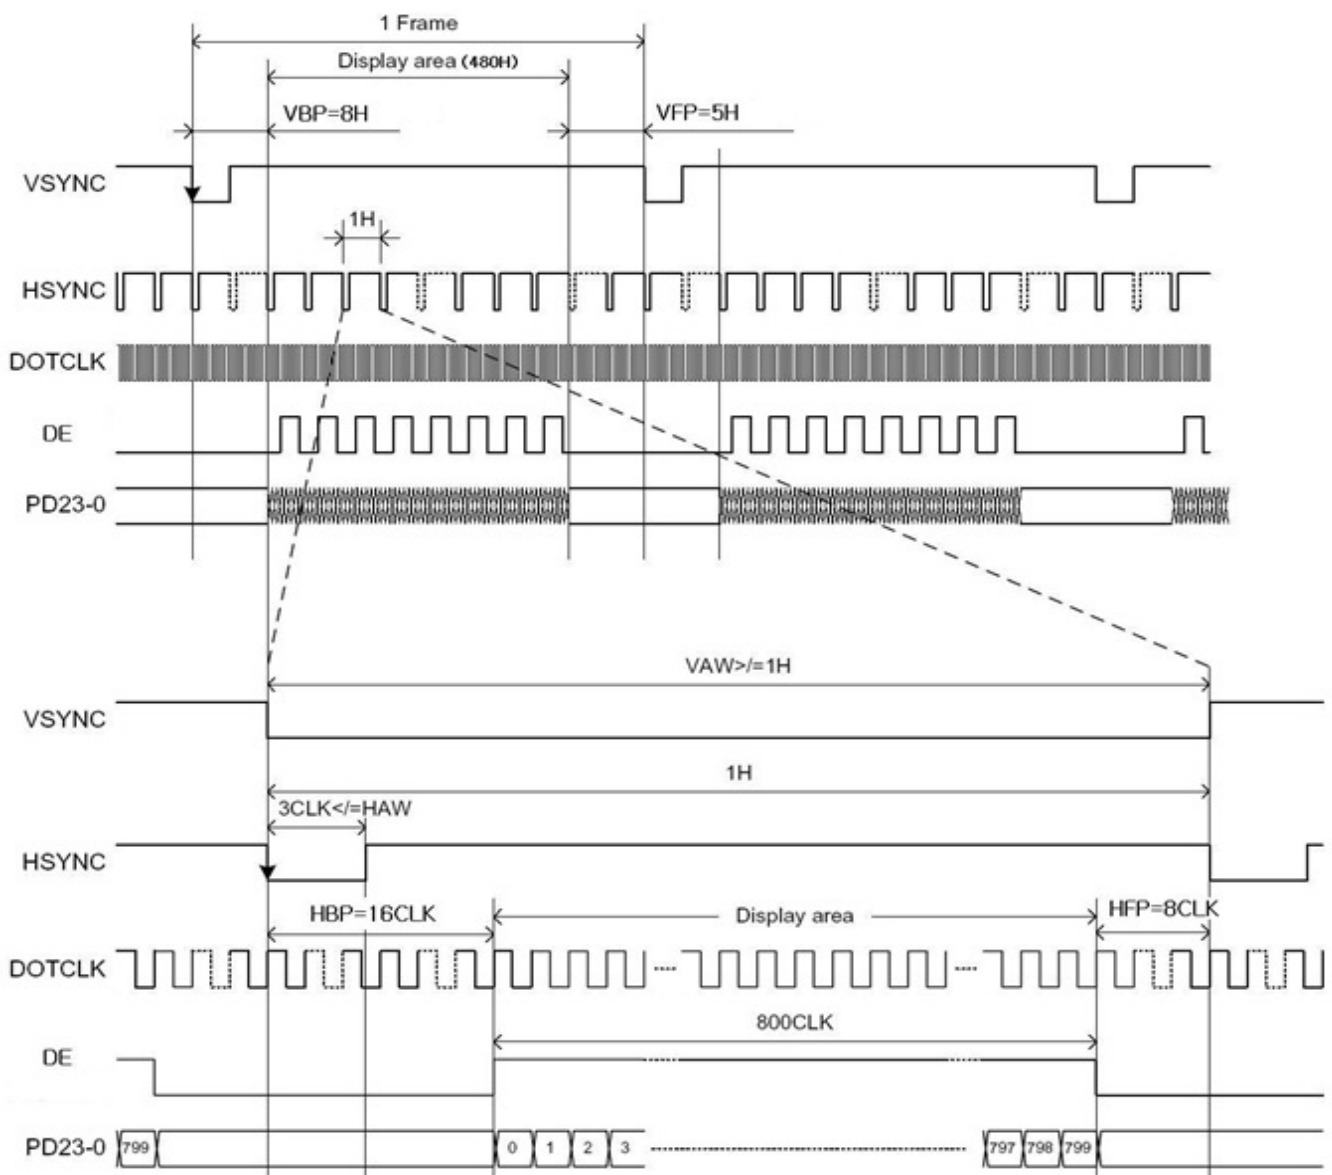 1 Frame
Display area (480H)
VBP=8H
VFP=5H
VSYNC
1H
HSYNC
DOTCLK
DE
PD23-0
VAW>/=1H
VSYNC
1H
3CLK</=HAW
HSYNC
HBP=16CLK
Display area
HFP=8CLK
DOTCLK
800CLK
DE
PD23-0 799 0 1 2 3 797 798 799